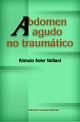 Abdomen
agudo
no traumático
Rómulo Soler Vaillant